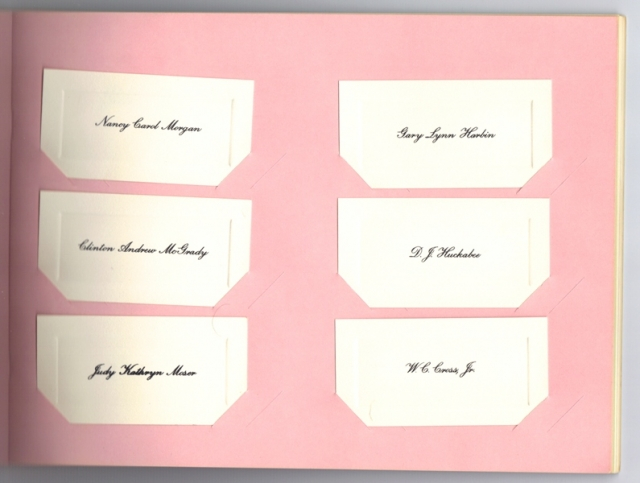 Nancy Carol Morgan
Gary Lynn Harbin
Clinton Andrew McGrady
D. J. Huckabee
Judy Kathryn Moser
W. C. Cross, Jr.